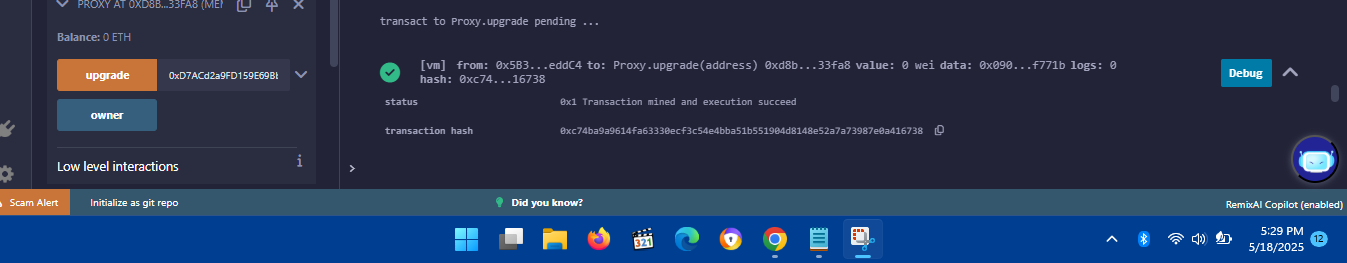 PROXY AT 0XD8B...33FA8 (MEM
Balance: 0 ETH
upgrade
0xD7ACd2a9FD159E69Bb
owner
Low level interactions
i
transact to Proxy.upgrade pending ...
[vm] from: 0x5B3...eddC4 to: Proxy.upgrade(address) 0xd8b...33fa8 value: 0 wei data: 0x090...f771b logs: 0
hash: 0xc74...16738
Debug
status 0x1 Transaction mined and execution succeed
transaction hash 0xc74ba9a9614fa63330ecf3c54e4bba51b551904d8148e52a7a73987e0a416738
>
Scam Alert
Initialize as git repo
Did you know?
RemixAI Copilot (enabled)
321
5:29 PM
5/18/2025
12